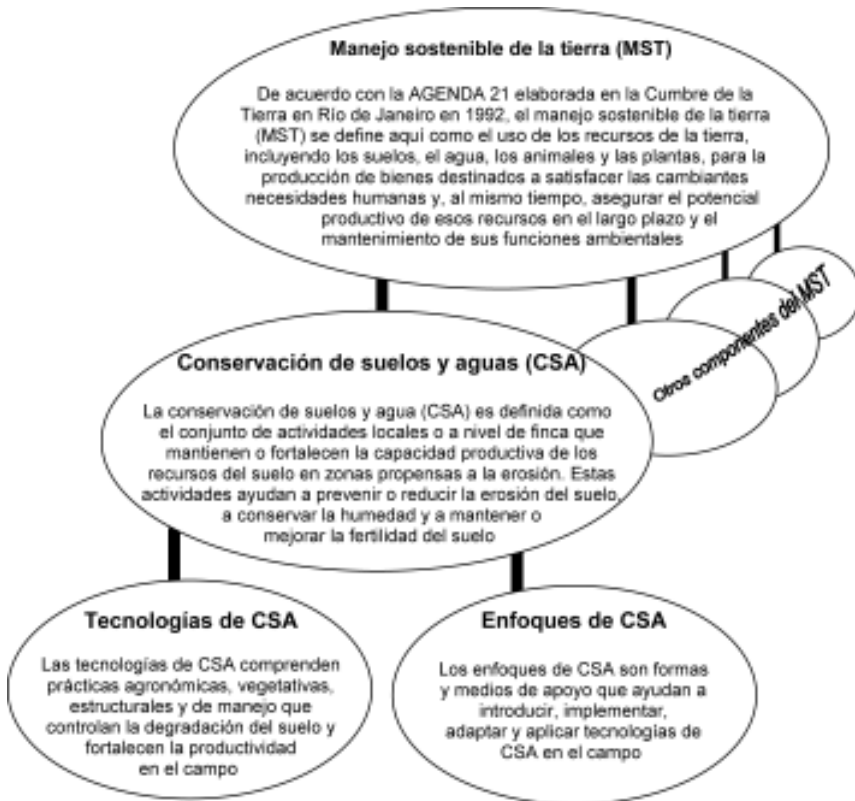 Manejo sostenible de la tierra (MST)
De acuerdo con la AGENDA 21 elaborada en la Cumbre de la
Tierra en Río de Janeiro en 1992, el manejo sostenible de la tierra
(MST) se define aquí como el uso de los recursos de la tierra,
incluyendo los suelos, el agua, los animales y las plantas, para la
producción de bienes destinados a satisfacer las cambiantes
necesidades humanas y, al mismo tiempo, asegurar el potencial
productivo de esos recursos en el largo plazo y el
mantenimiento de sus funciones ambientales
Otros componentes del MST
Conservación de suelos y aguas (CSA)
La conservación de suelos y agua (CSA) es definida como
el conjunto de actividades locales o a nivel de finca que
mantienen o fortalecen la capacidad productiva de los
recursos del suelo en zonas propensas a la erosión. Estas
actividades ayudan a prevenir o reducir la erosión del suelo,
a conservar la humedad y a mantener o
mejorar la fertilidad del suelo
Tecnologías de CSA
Las tecnologías de CSA comprenden
prácticas agronómicas, vegetativas,
estructurales y de manejo que
controlan la degradación del suelo y
fortalecen la productividad
en el campo
Enfoques de CSA
Los enfoques de CSA son formas
y medios de apoyo que ayudan a
introducir, implementar,
adaptar y aplicar tecnologías de
CSA en el campo